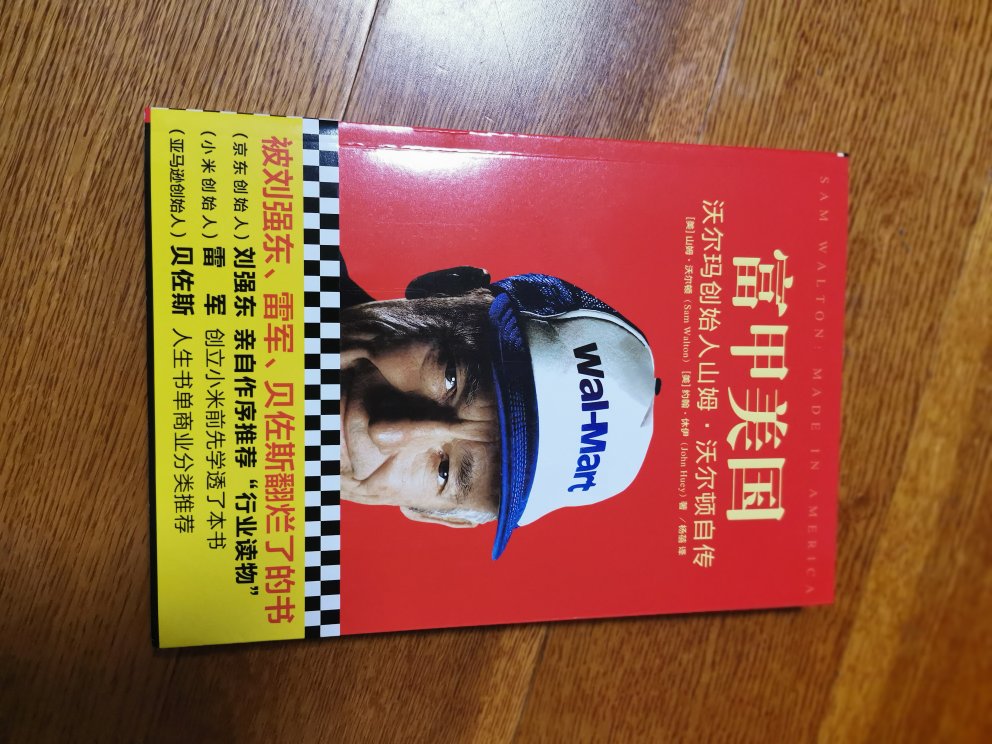 SAM WALTON: MADE IN AMERICA
富甲美国
沃尔玛创始人山姆·沃尔顿自传
[美]山姆·沃尔顿（Sam Walton） [美]约翰·休伊（John Huey）著 / 杨蓓 译
Wal-Mart
被刘强东、雷军、贝佐斯翻烂了的书
（京东创始人）刘强东 亲自作序推荐“行业读物”
（小米创始人）雷 军 创立小米前先学透了本书
（亚马逊创始人）贝佐斯 人生书单商业分类推荐